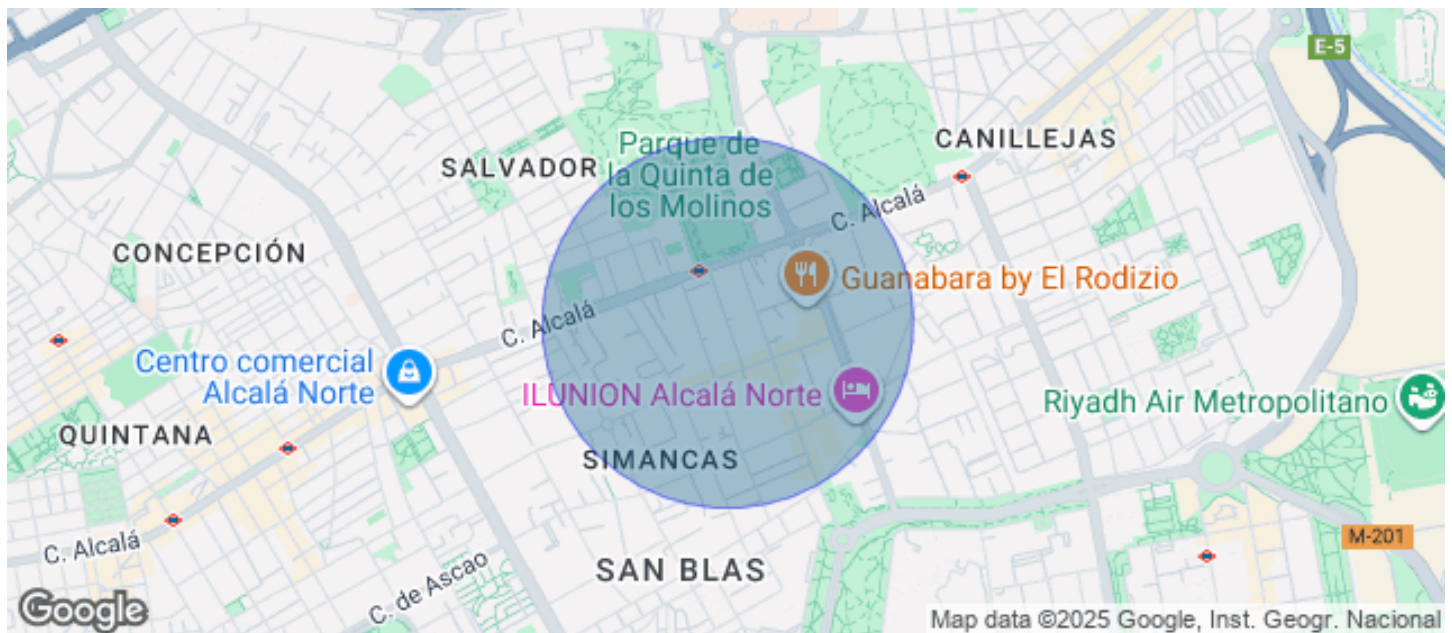 E-5
CANILLEJAS
Parque de
la Quinta de
los Molinos
SALVADOR
C. Alcalá
CONCEPCIÓN
Guanabara by El Rodizio
C. Alcalá
Centro comercial
Alcalá Norte
ILUNION Alcalá Norte
Riyadh Air Metropolitano
QUINTANA
SIMANCAS
C. Alcalá
M-201
SAN BLAS
C. de Ascao
Google
Map data ©2025 Google, Inst. Geogr. Nacional